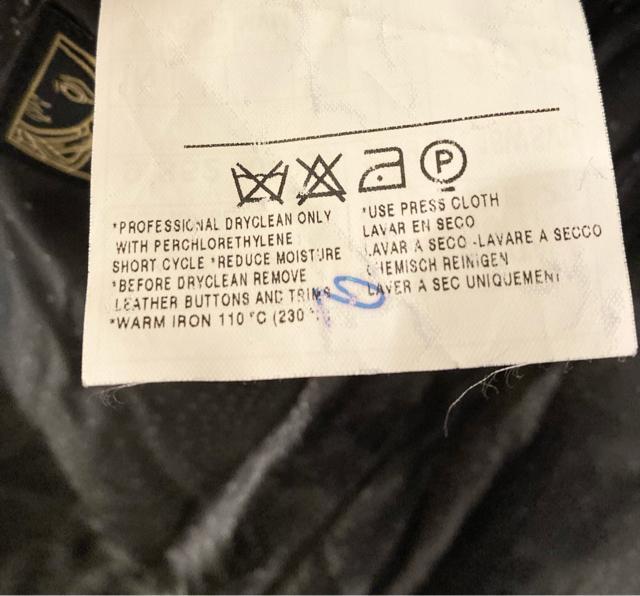 P
*PROFESSIONAL DRYCLEAN ONLY
WITH PERCHLORETHYLENE
SHORT CYCLE *REDUCE MOISTURE
*BEFORE DRYCLEAN REMOVE
LEATHER BUTTONS AND TRIMS
*WARM IRON 110 °C (230 °
*USE PRESS CLOTH
LAVAR EN SECO
LAVAR A SECO -LAVARE A SECCO
CHEMISCH REINIGEN
LAVER A SEC UNIQUEMENT